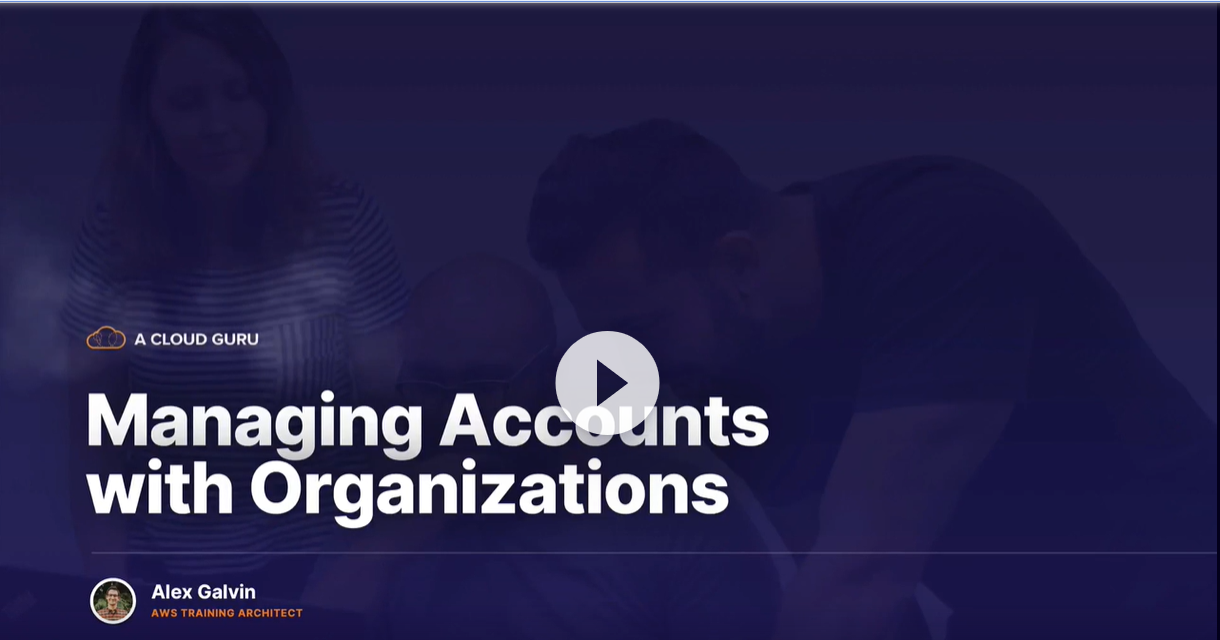 A CLOUD GURU
Managing Accounts
with Organizations
Alex Galvin
AWS TRAINING ARCHITECT